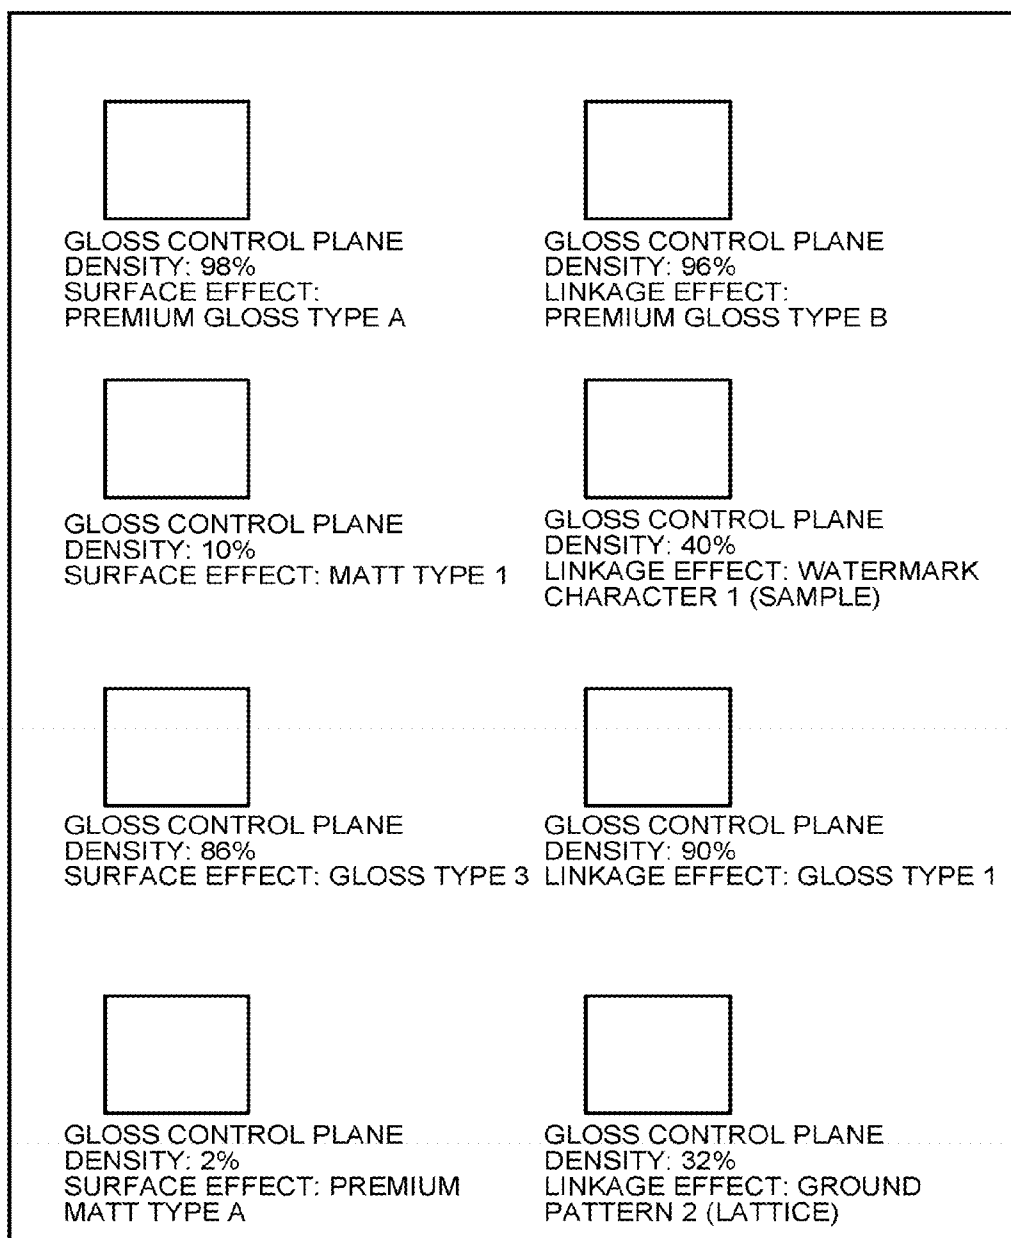 GLOSS CONTROL PLANE
DENSITY: 98%
SURFACE EFFECT:
PREMIUM GLOSS TYPE A
GLOSS CONTROL PLANE
DENSITY: 96%
LINKAGE EFFECT:
PREMIUM GLOSS TYPE B
GLOSS CONTROL PLANE
DENSITY: 10%
SURFACE EFFECT: MATT TYPE 1
GLOSS CONTROL PLANE
DENSITY: 40%
LINKAGE EFFECT: WATERMARK
CHARACTER 1 (SAMPLE)
GLOSS CONTROL PLANE
DENSITY: 86%
SURFACE EFFECT: GLOSS TYPE 3
GLOSS CONTROL PLANE
DENSITY: 90%
LINKAGE EFFECT: GLOSS TYPE 1
GLOSS CONTROL PLANE
DENSITY: 2%
SURFACE EFFECT: PREMIUM
MATT TYPE A
GLOSS CONTROL PLANE
DENSITY: 32%
LINKAGE EFFECT: GROUND
PATTERN 2 (LATTICE)